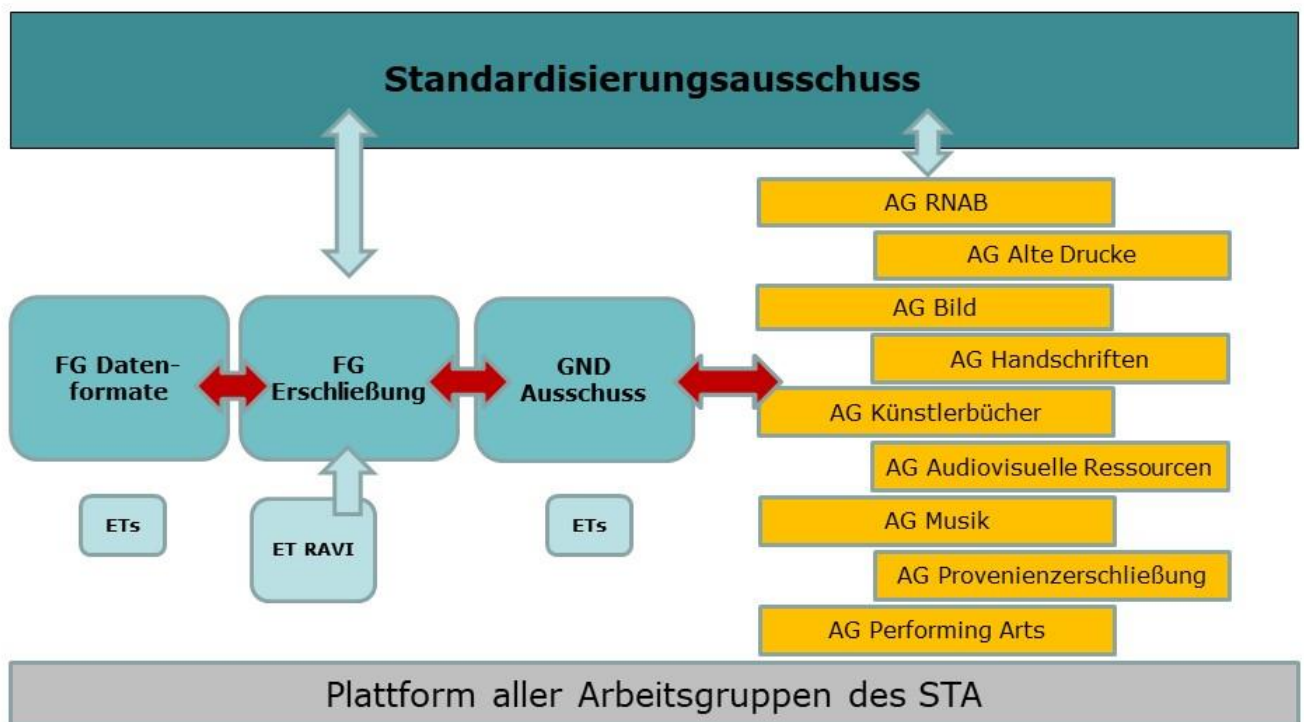 Standardisierungsausschuss
AG RNAB
AG Alte Drucke
AG Bild
AG Handschriften
AG Künstlerbücher
AG Audiovisuelle Ressourcen
AG Musik
AG Provenienzerschließung
AG Performing Arts
FG Daten-
formate
FG
Erschließung
GND
Ausschuss
ETs
ET RAVI
ETs
Plattform aller Arbeitsgruppen des STA